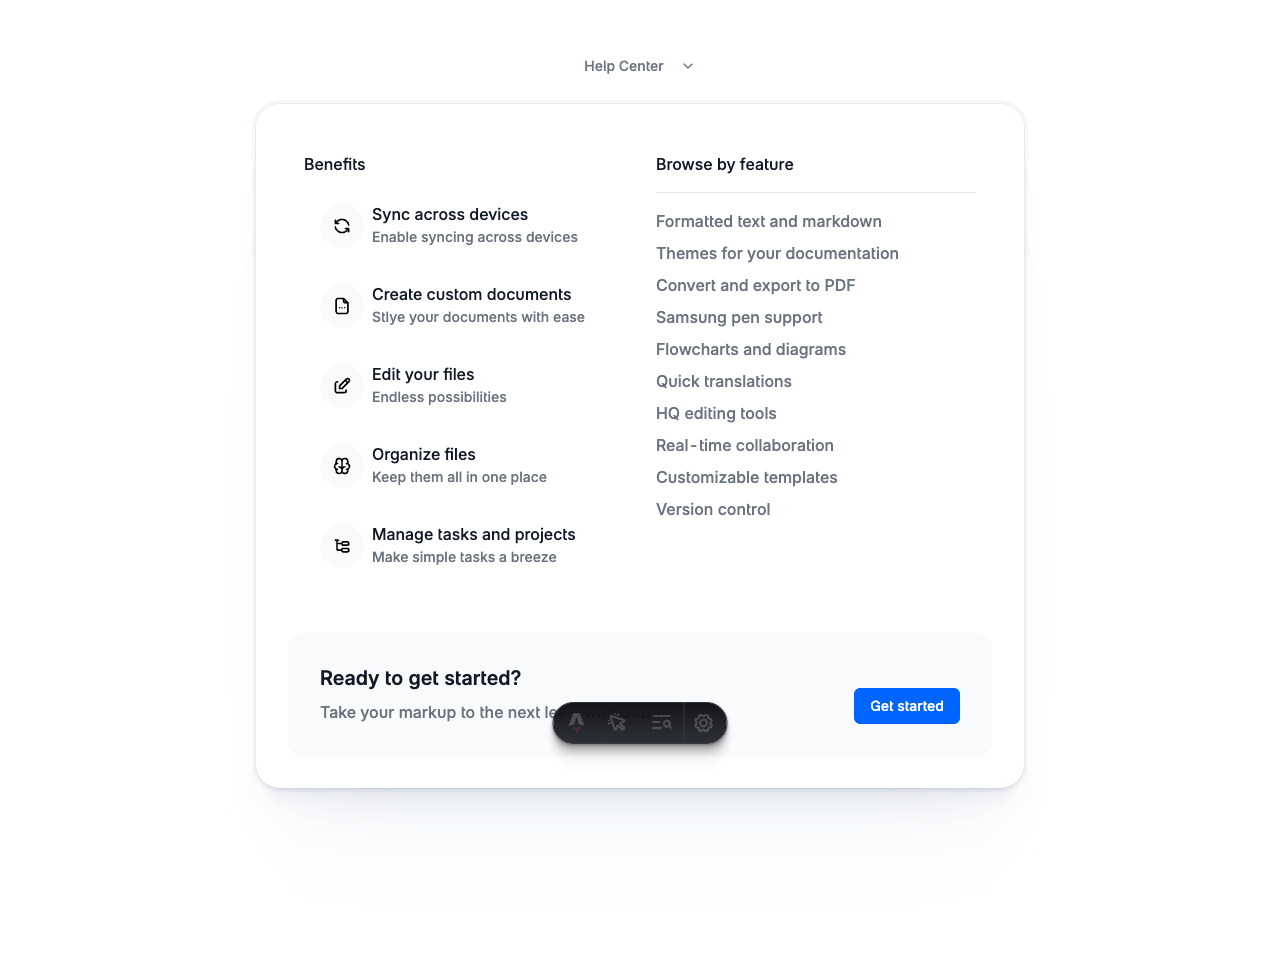 Help Center
Benefits
Sync across devices
Enable syncing across devices
Create custom documents
Stlye your documents with ease
Edit your files
Endless possibilities
Organize files
Keep them all in one place
Manage tasks and projects
Make simple tasks a breeze
Browse by feature
Formatted text and markdown
Themes for your documentation
Convert and export to PDF
Samsung pen support
Flowcharts and diagrams
Quick translations
HQ editing tools
Real-time collaboration
Customizable templates
Version control
Ready to get started?
Take your markup to the next
Get started